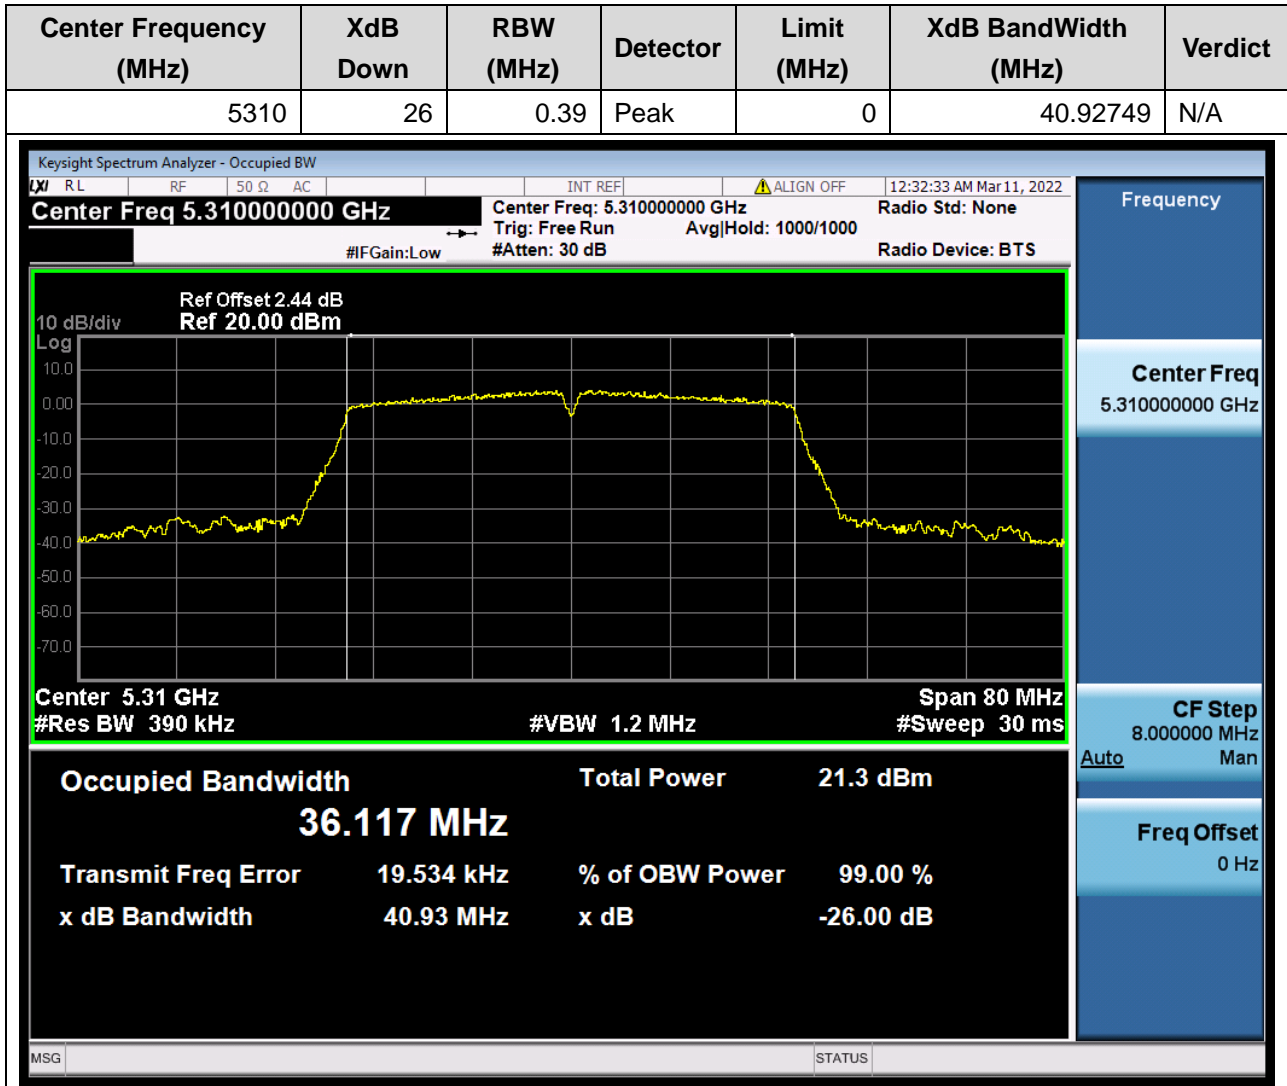 Center Frequency (MHz) XdB Down RBW (MHz) Detector Limit (MHz) XdB BandWidth (MHz) Verdict
5310 26 0.39 Peak 0 40.92749 N/A
Keysight Spectrum Analyzer - Occupied BW
LXI RL RF 50 Ω AC INT REF ALIGN OFF 12:32:33 AM Mar 11, 2022
Center Freq 5.310000000 GHz Center Freq: 5.310000000 GHz Radio Std: None
Trig: Free Run Avg|Hold: 1000/1000
#IFGain:Low #Atten: 30 dB Radio Device: BTS
Ref Offset 2.44 dB
10 dB/div Ref 20.00 dBm
Log
10.0
0.00
-10.0
-20.0
-30.0
-40.0
-50.0
-60.0
-70.0
Center 5.31 GHz Span 80 MHz
#Res BW 390 kHz #VBW 1.2 MHz #Sweep 30 ms
Occupied Bandwidth Total Power 21.3 dBm
36.117 MHz
Transmit Freq Error 19.534 kHz % of OBW Power 99.00 %
x dB Bandwidth 40.93 MHz x dB -26.00 dB
MSG STATUS
Frequency
Center Freq
5.310000000 GHz
CF Step
8.000000 MHz
Auto Man
Freq Offset
0 Hz